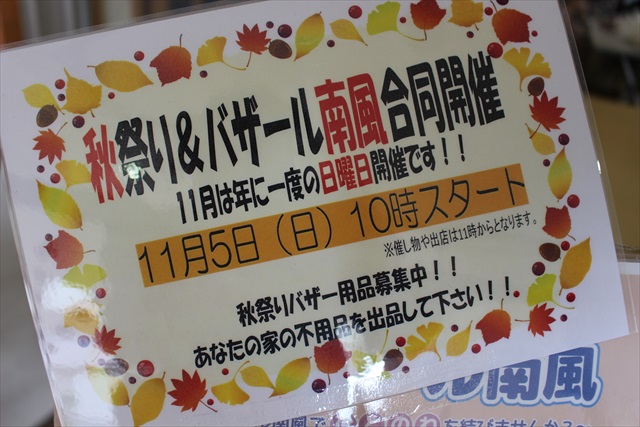 秋祭り&バザール南風合同開催
11月は年に一度の日曜日開催です!!
11月5日(日)10時スタート
※催し物や出店は11時からとなります。
秋祭りバザー用品募集中!!
あなたの家の不用品を出品して下さい!!
南風